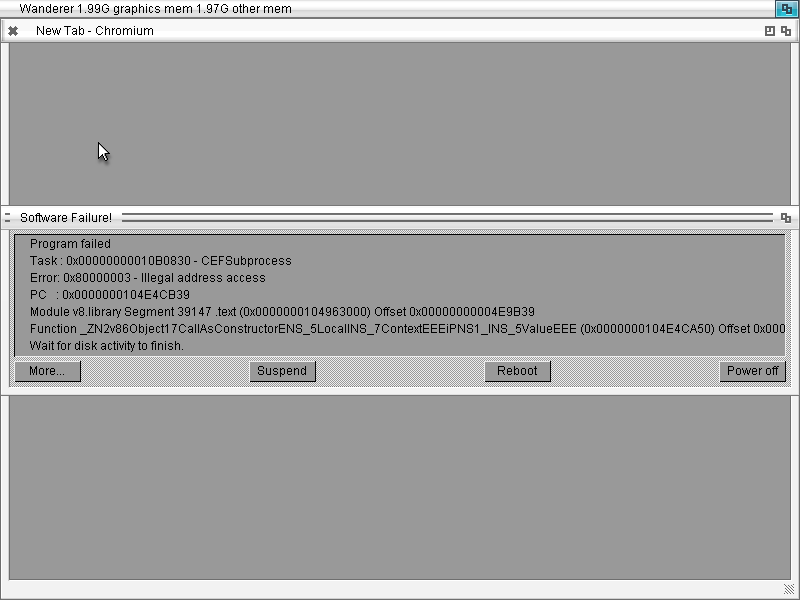 Wanderer 1.99G graphics mem 1.97G other mem
New Tab - Chromium
Software Failure!
Program failed
Task : 0x00000000010B0830 - CEFSubprocess
Error: 0x80000003 - Illegal address access
PC : 0x0000000104E4CB39
Module v8.library Segment 39147 .text (0x0000000104963000) Offset 0x00000000004E9B39
Function _ZN2v86Object17CallAsConstructorENS_5LocalINS_7ContextEEEiPNS1_INS_5ValueEEE (0x0000000104E4CA50) Offset 0x000
Wait for disk activity to finish.
More... Suspend Reboot Power off